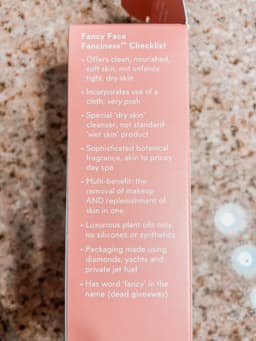 Fancy Face
Fanciness™ Checklist
• Offers clean, nourished,
soft skin, not unfancy
tight, dry skin
• Incorporates use of a
cloth; very posh
• Special 'dry skin'
cleanser, not standard
'wet skin' product
• Sophisticated botanical
fragrance, akin to pricey
day spa
• Multi-benefit: the
removal of makeup
AND replenishment of
skin in one
• Luxurious plant oils only,
no silicones or synthetics
• Packaging made using
diamonds, yachts and
private jet fuel
• Has word 'fancy' in the
name (dead giveaway)